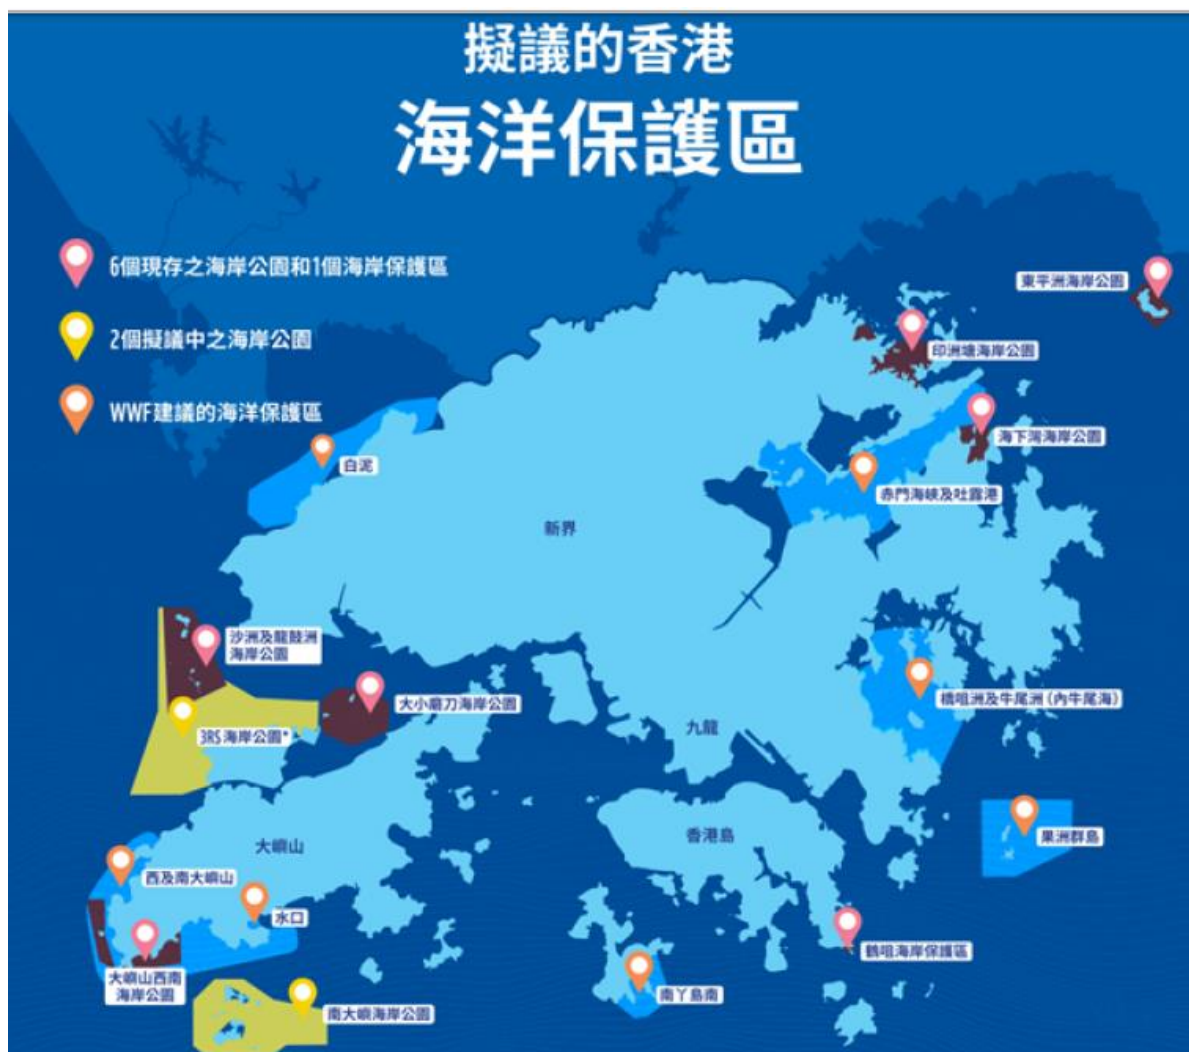 擬議的香港
海洋保護區
6個現存之海岸公園和1個海岸保護區
2個擬議中之海岸公園
WWF建議的海洋保護區
東平洲海岸公園
印洲塘海岸公園
海下灣海岸公園
白泥
赤門海峽及吐露港
新界
沙洲及龍鼓洲
海岸公園
大小磨刀海岸公園
橋咀洲及牛尾洲(內牛尾海)
3RS海岸公園*
九龍
香港島
果洲群島
大嶼山
西及南大嶼山
水口
鶴咀海岸保護區
大嶼山西南
海岸公園
南丫島南
南大嶼海岸公園